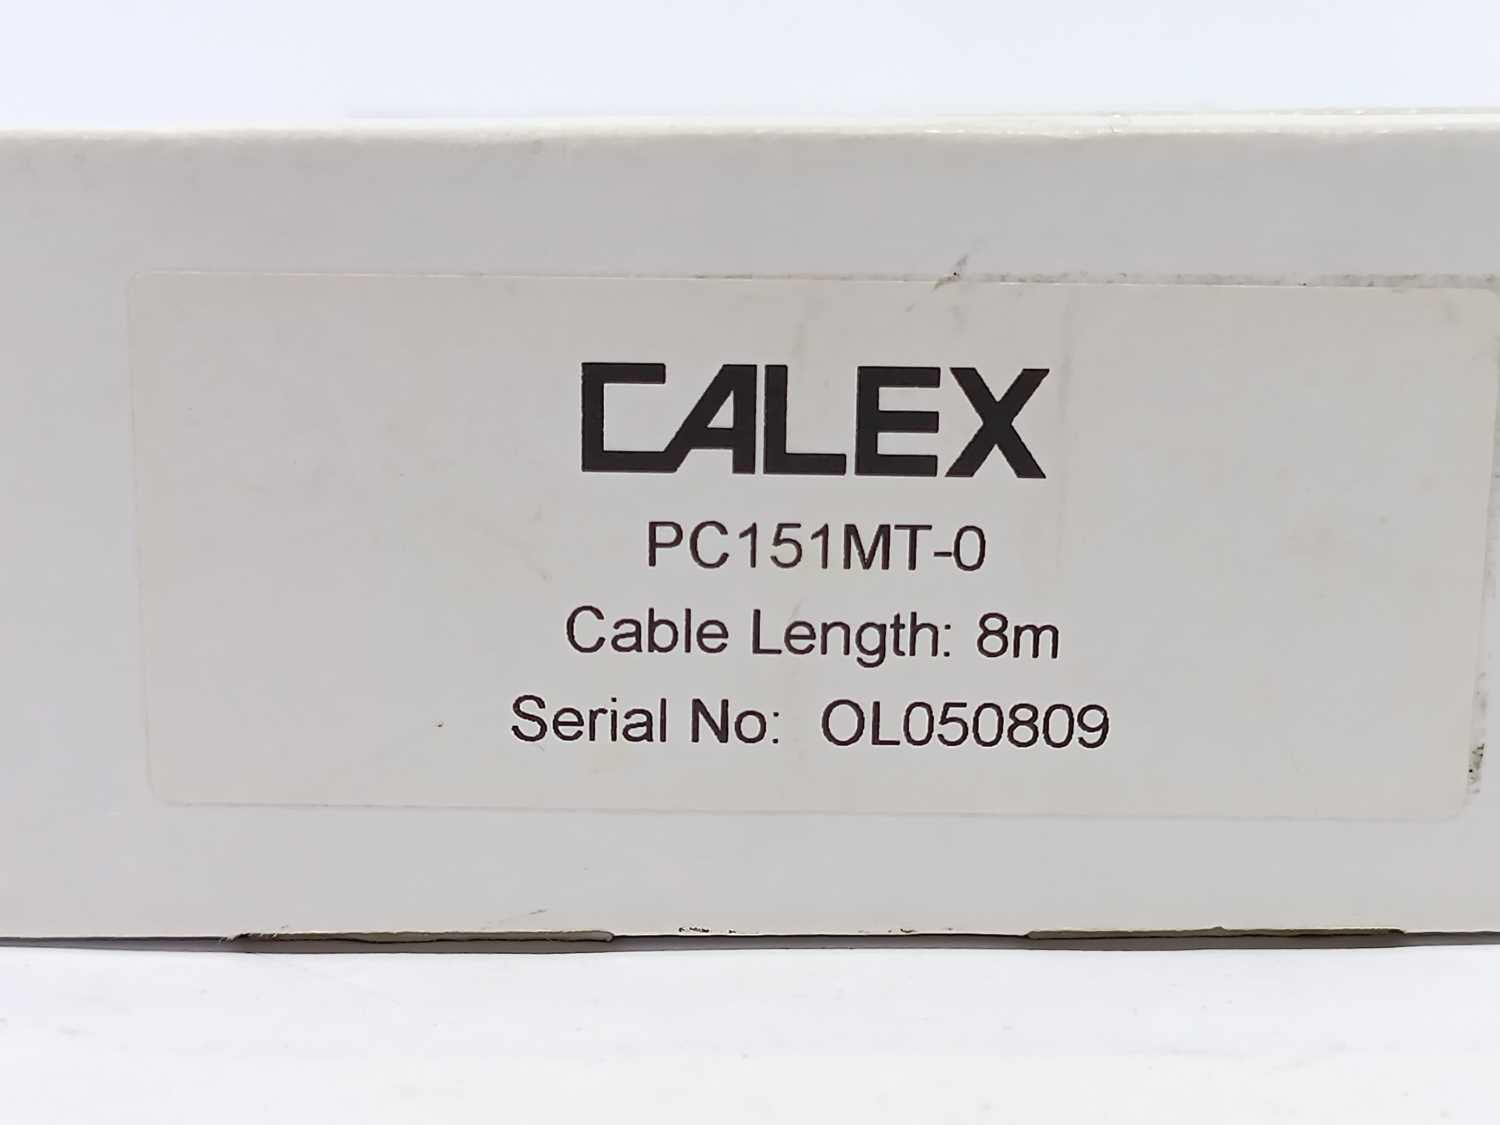 CALEX
PC151MT-0
Cable Length: 8m
Serial No: OL050809